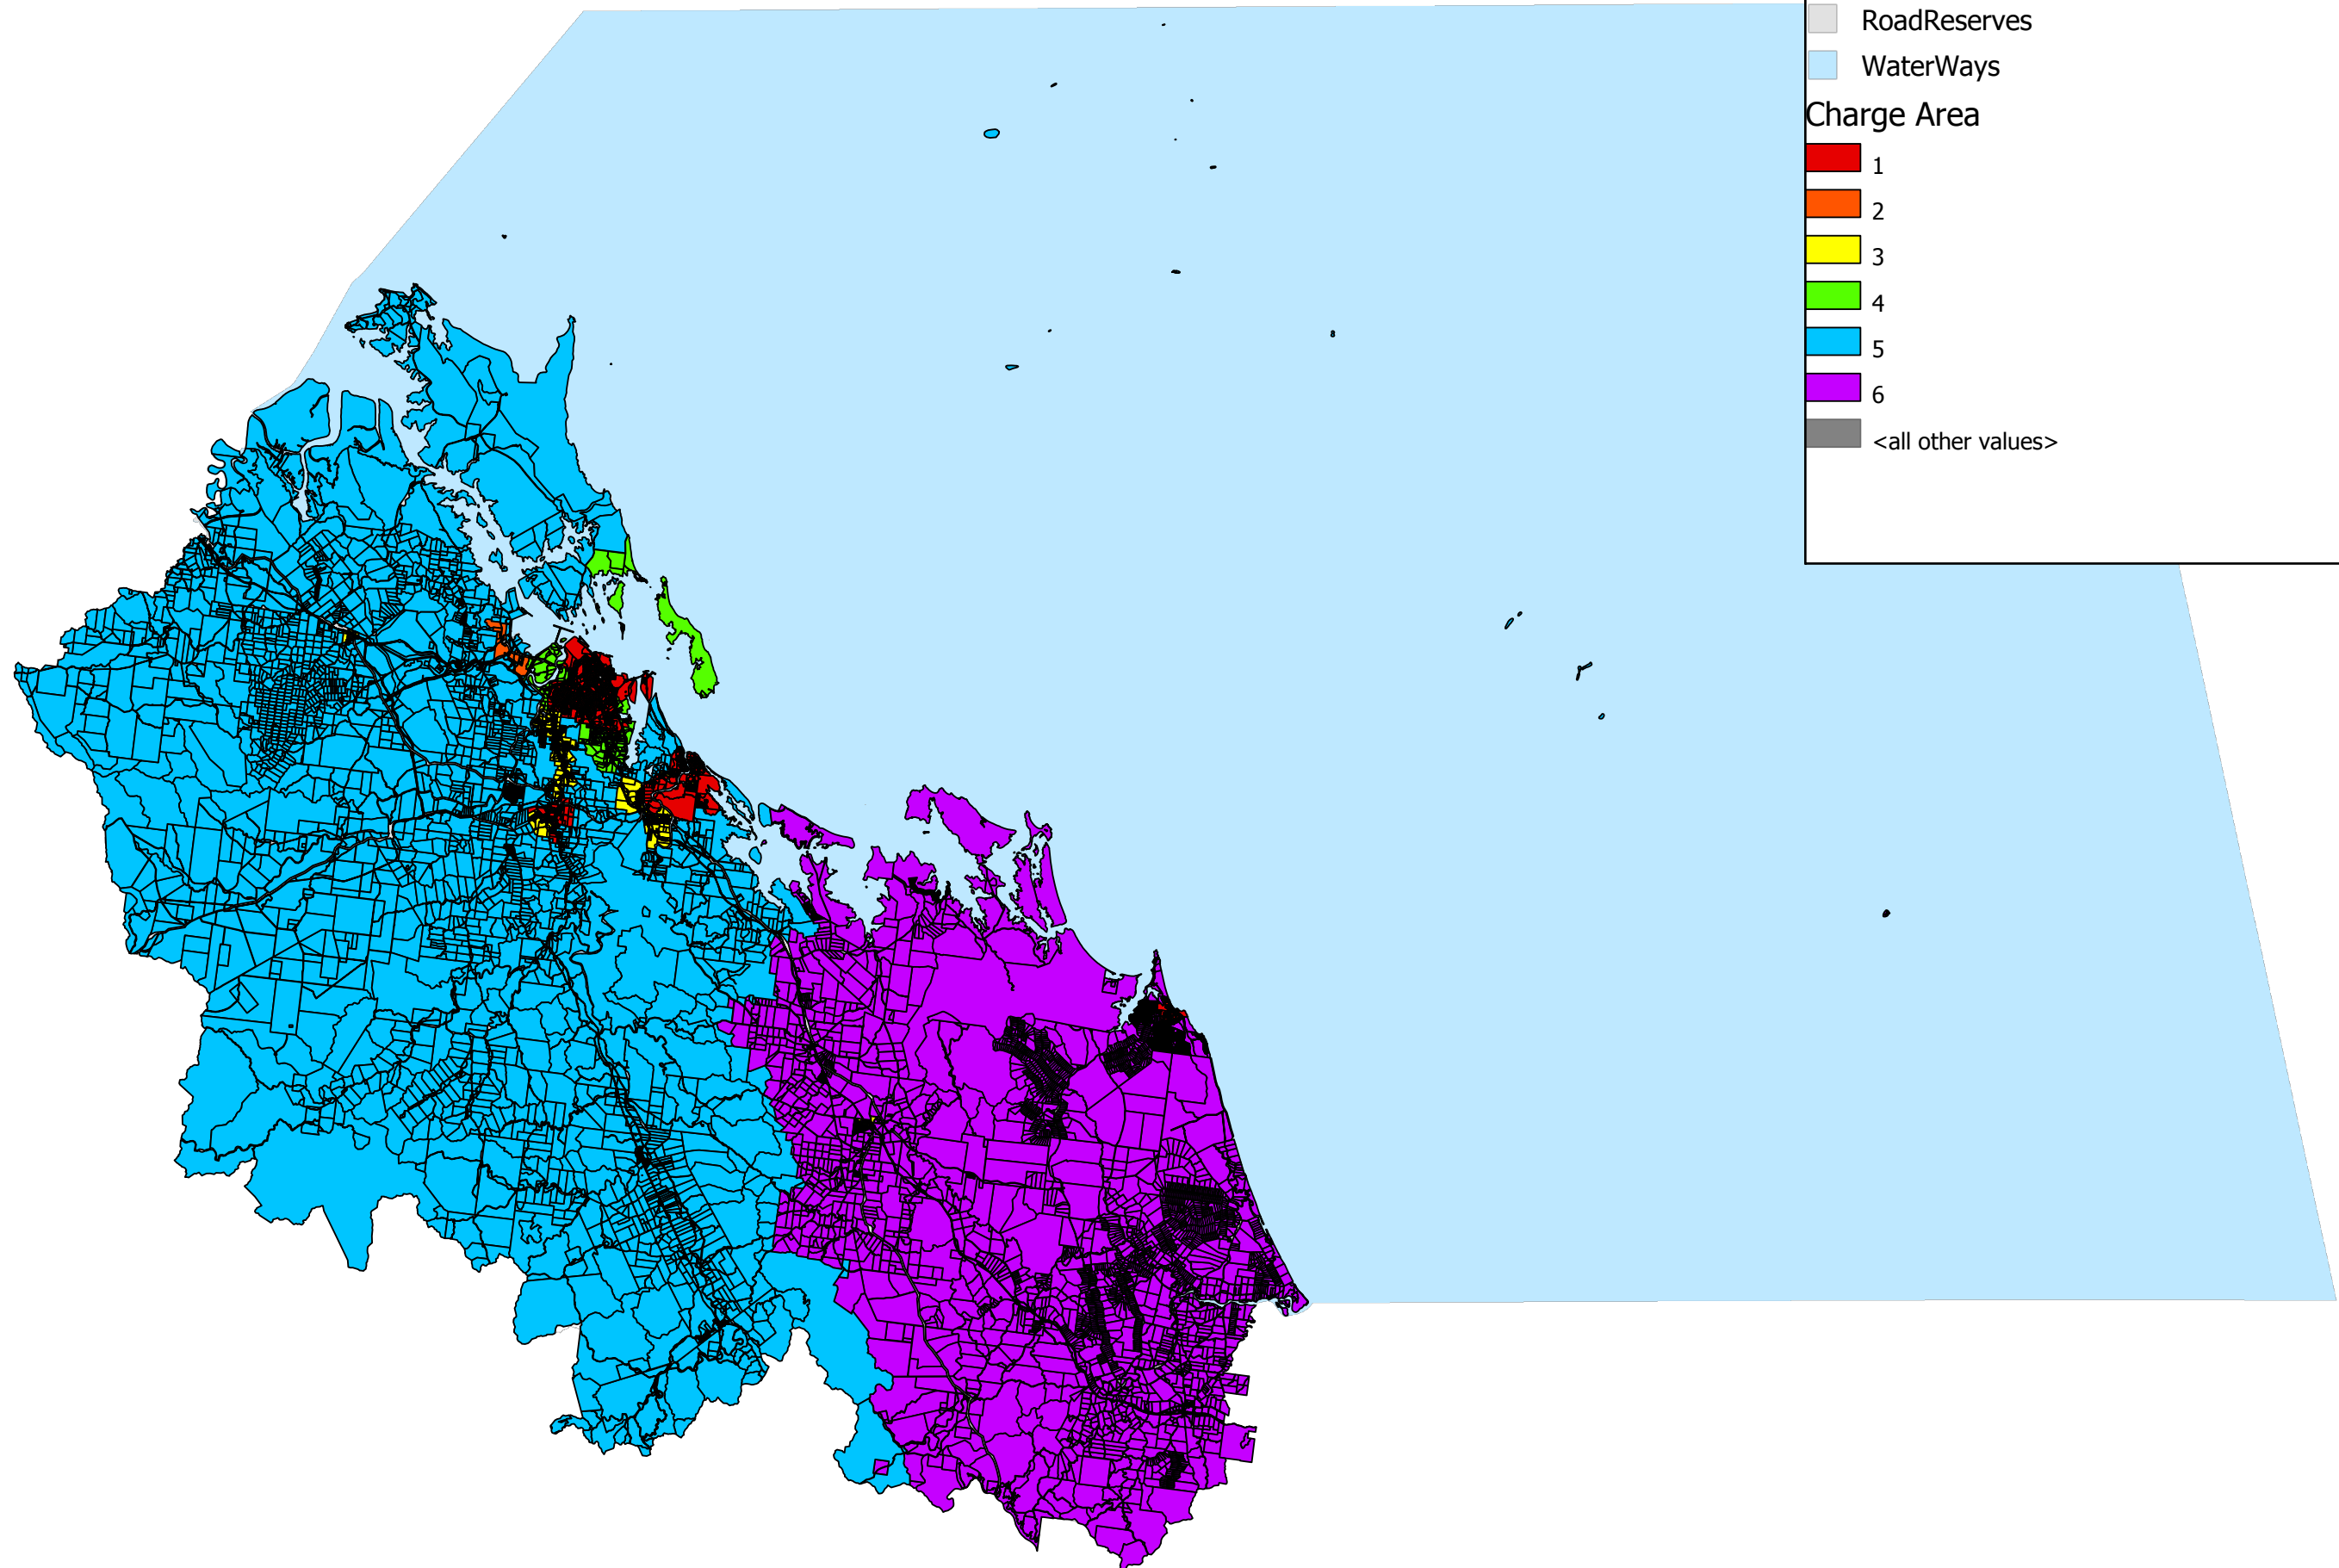 RoadReserves
WaterWays
Charge Area
1
2
3
4
5
6
<all other values>